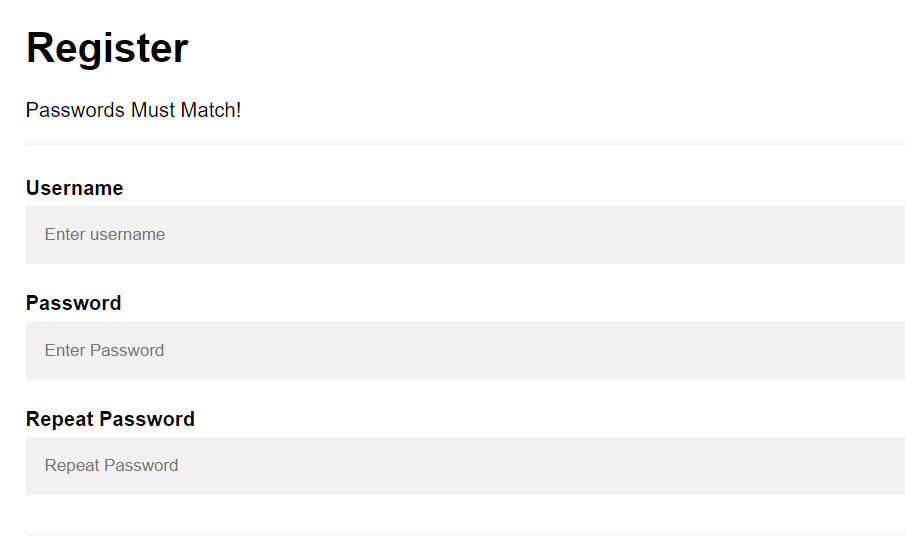 Register
Passwords Must Match!
Username
Enter username
Password
Enter Password
Repeat Password
Repeat Password